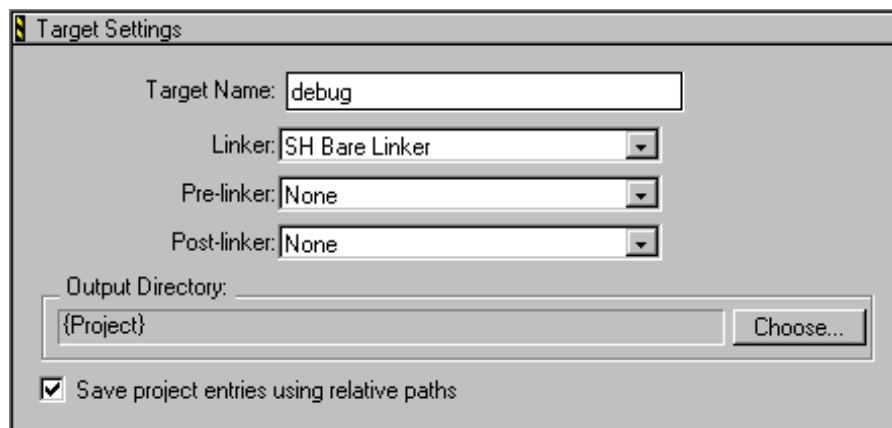 Target Settings
Target Name: debug
Linker: SH Bare Linker
Pre-linker: None
Post-linker: None
Output Directory:
{Project} Choose...
Save project entries using relative paths